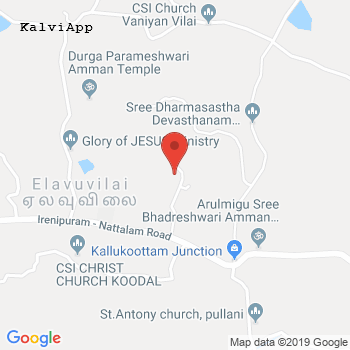 CSI Church
Vaniyan Vilai
KalviApp
Durga Parameshwari
Amman Temple
Sree Dharmasastha
Devasthanam...
Glory of JESUS Ministry
Elavuvilai
ஏலவுவிலை
Arulmigu Sree
Bhadreshwari Amman...
Irenipuram - Nattalam Road
Kallukoottam Junction
CSI CHRIST
CHURCH KOODAL
St.Antony church, pullani
Google
Map data ©2019 Google